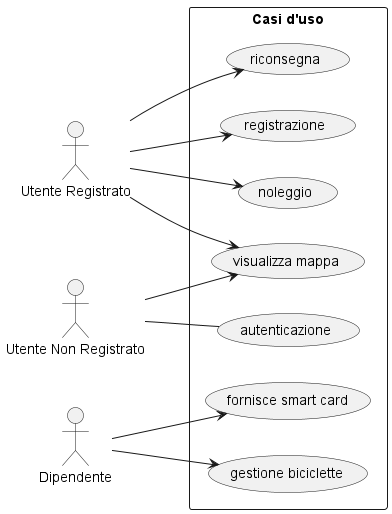 Casi d'uso
riconsegna
registrazione
Utente Registrato
noleggio
visualizza mappa
autenticazione
Utente Non Registrato
fornisce smart card
gestione biciclette
Dipendente